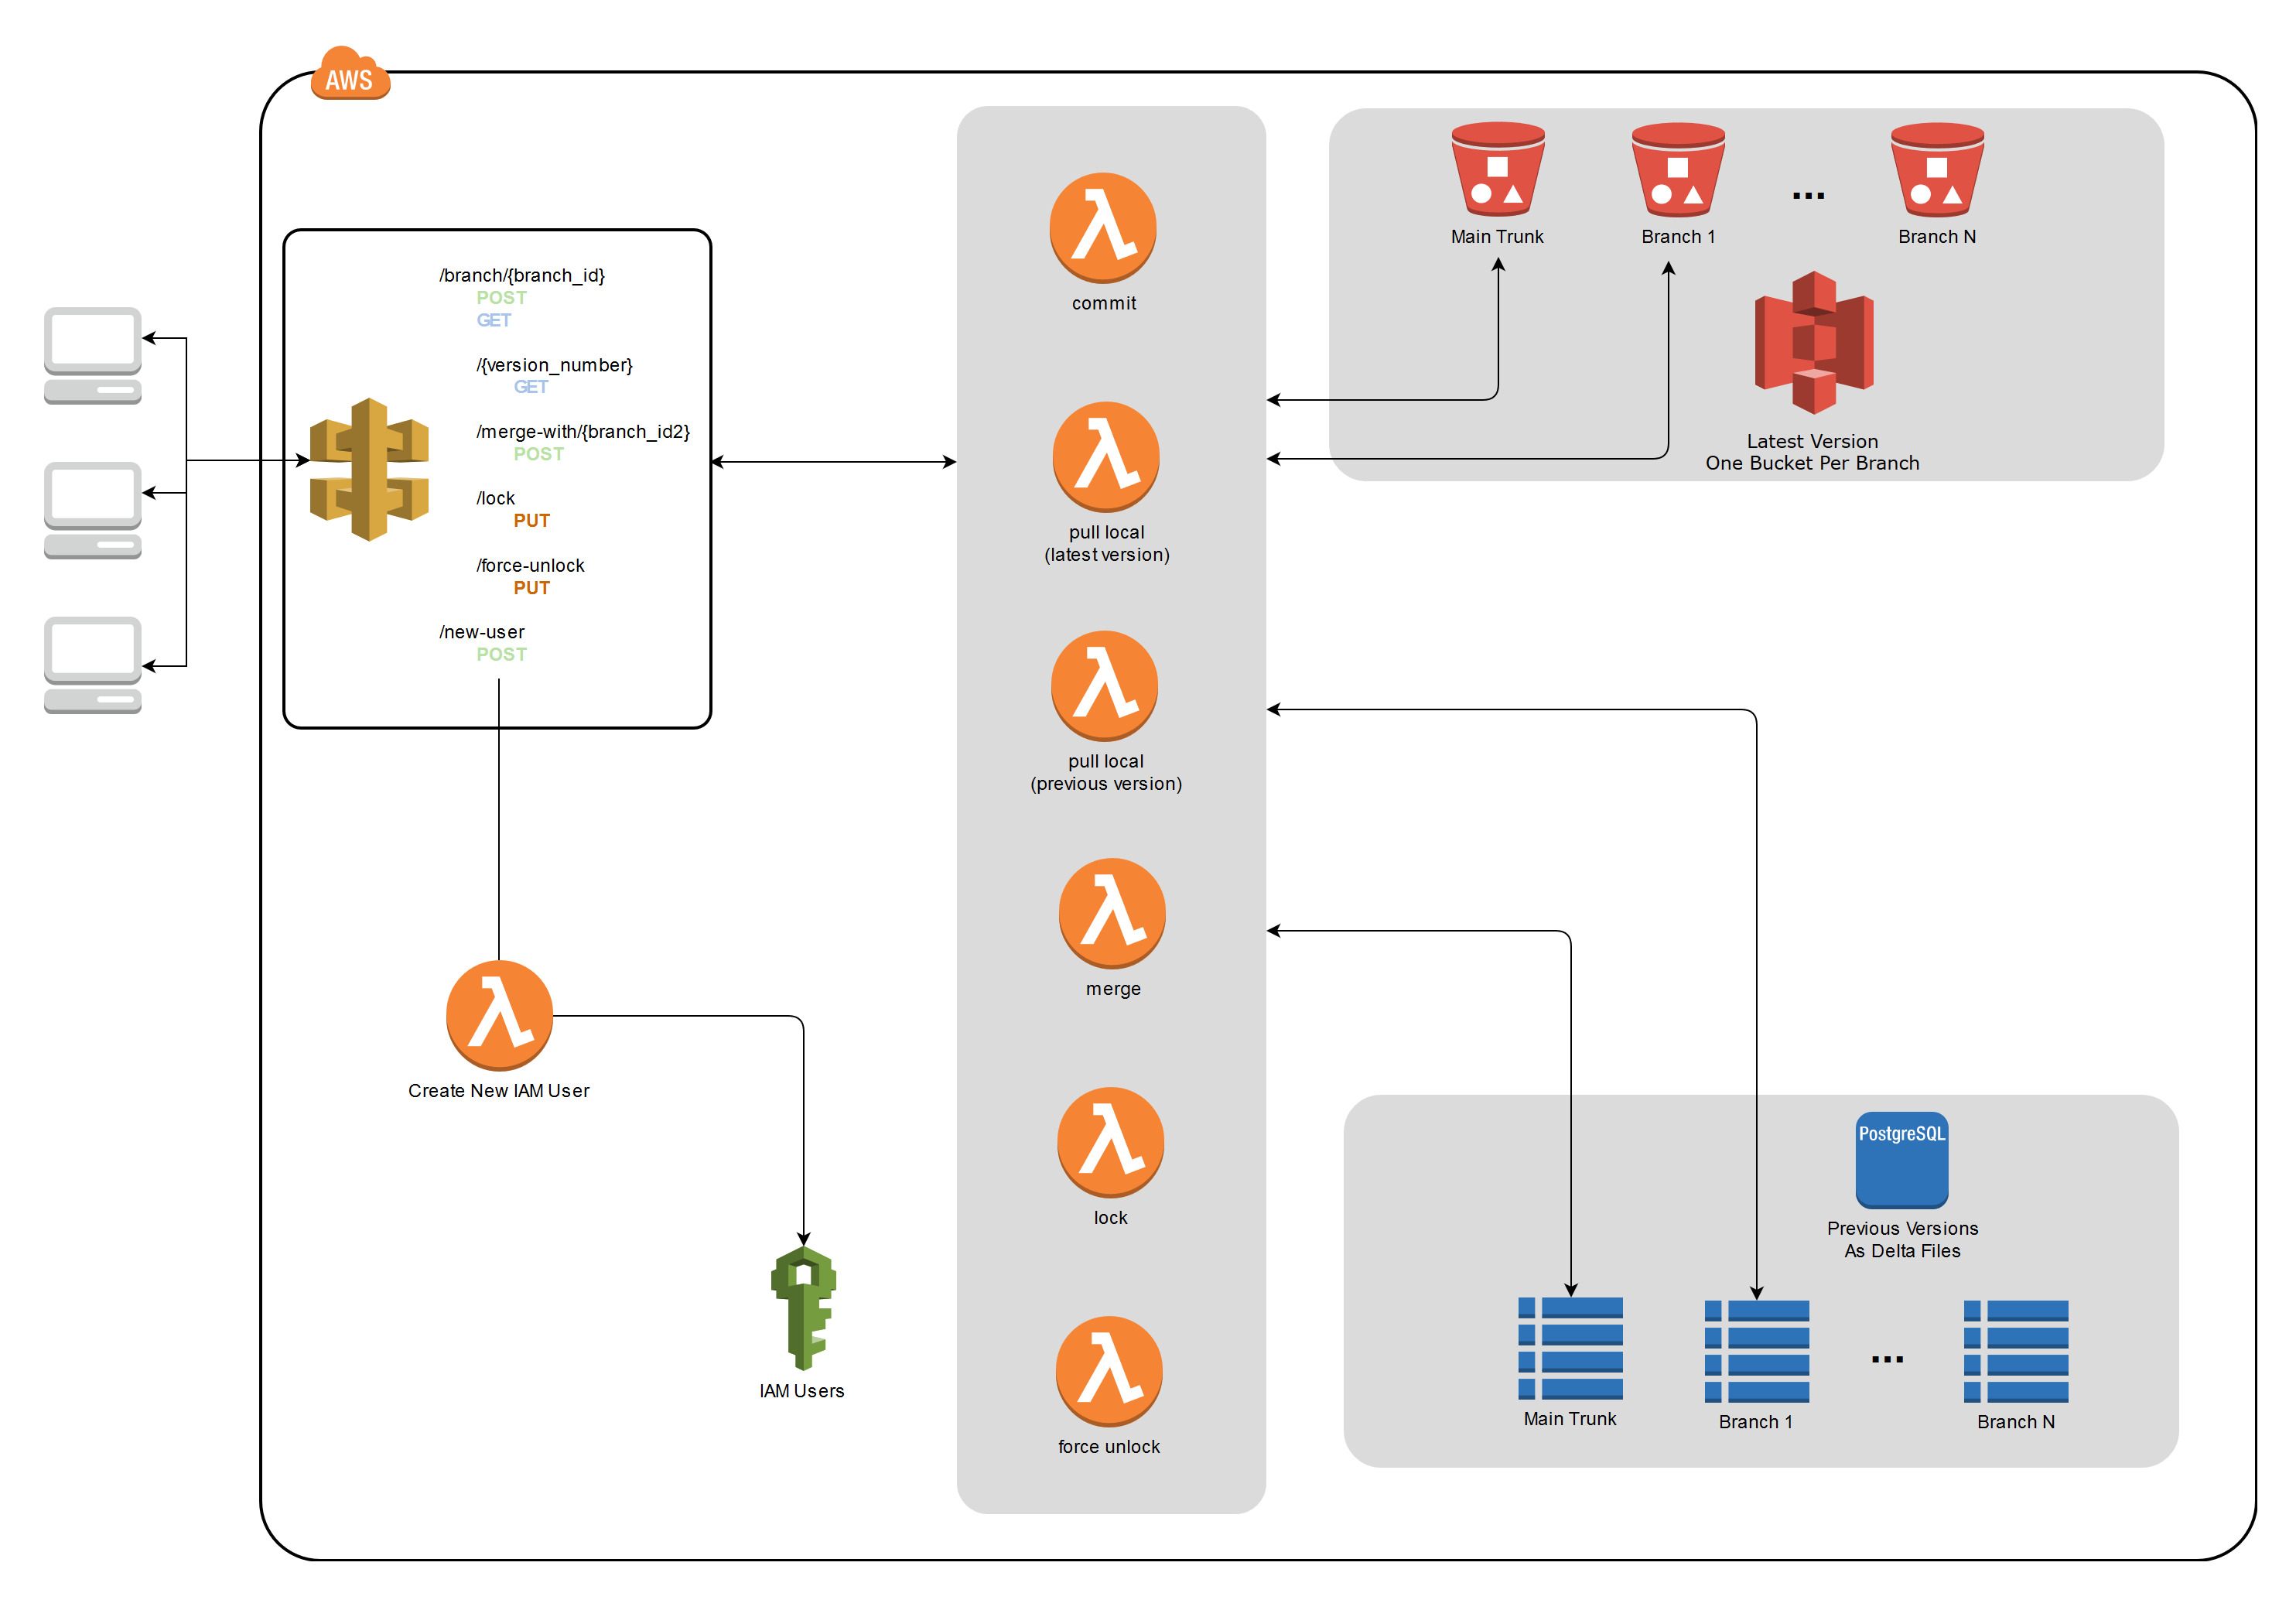 AWS
/branch/{branch_id}
POST
GET
/{version_number}
GET
/merge-with/{branch_id2}
POST
/lock
PUT
/force-unlock
PUT
/new-user
POST
Create New IAM User
IAM Users
commit
pull local
(latest version)
pull local
(previous version)
merge
lock
force unlock
Main Trunk
Branch 1
...
Branch N
Latest Version
One Bucket Per Branch
PostgreSQL
Previous Versions
As Delta Files
Main Trunk
Branch 1
...
Branch N